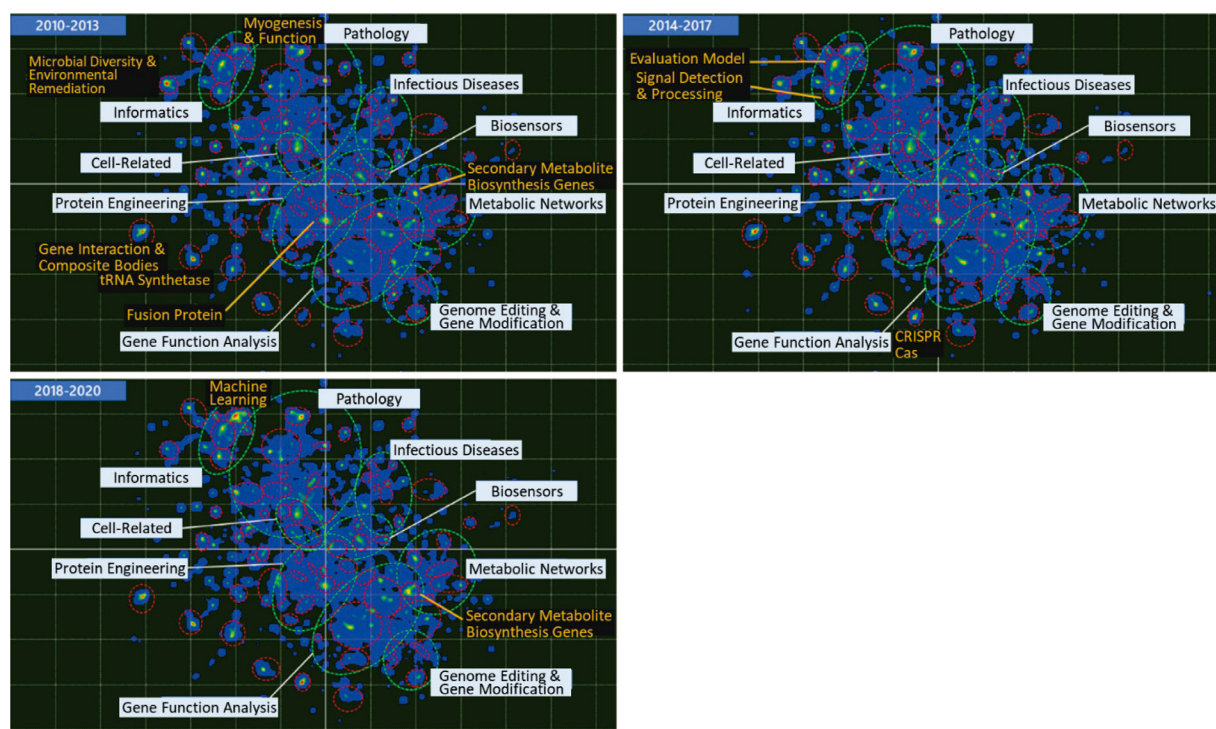 2010-2013
Myogenesis
& Function
Pathology
Microbial Diversity &
Environmental
Remediation
Infectious Diseases
Informatics
Biosensors
Cell-Related
Secondary Metabolite
Biosynthesis Genes
Protein Engineering
Metabolic Networks
Gene Interaction &
Composite Bodies
tRNA Synthetase
Fusion Protein
Genome Editing &
Gene Modification
Gene Function Analysis
2014-2017
Pathology
Evaluation Model
Signal Detection
& Processing
Infectious Diseases
Informatics
Biosensors
Cell-Related
Protein Engineering
Metabolic Networks
Genome Editing &
Gene Modification
Gene Function Analysis
CRISPR
Cas
2018-2020
Machine
Learning
Pathology
Infectious Diseases
Informatics
Biosensors
Cell-Related
Protein Engineering
Metabolic Networks
Secondary Metabolite
Biosynthesis Genes
Genome Editing &
Gene Modification
Gene Function Analysis